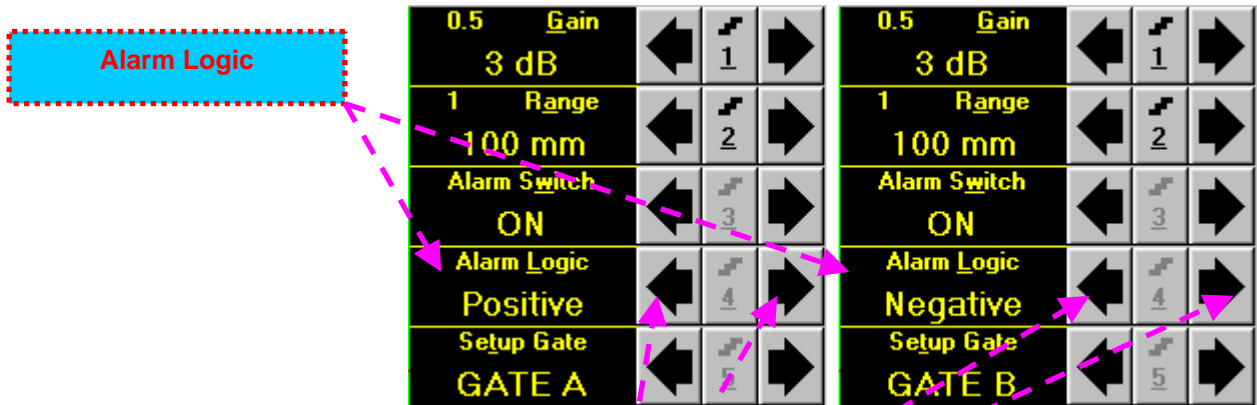 Alarm Logic
0.5 Gain
3 dB
1
1 Range
100 mm
2
Alarm Switch
ON
3
Alarm Logic
Positive
4
Setup Gate
GATE A
5
0.5 Gain
3 dB
1
1 Range
100 mm
2
Alarm Switch
ON
3
Alarm Logic
Negative
4
Setup Gate
GATE B
5